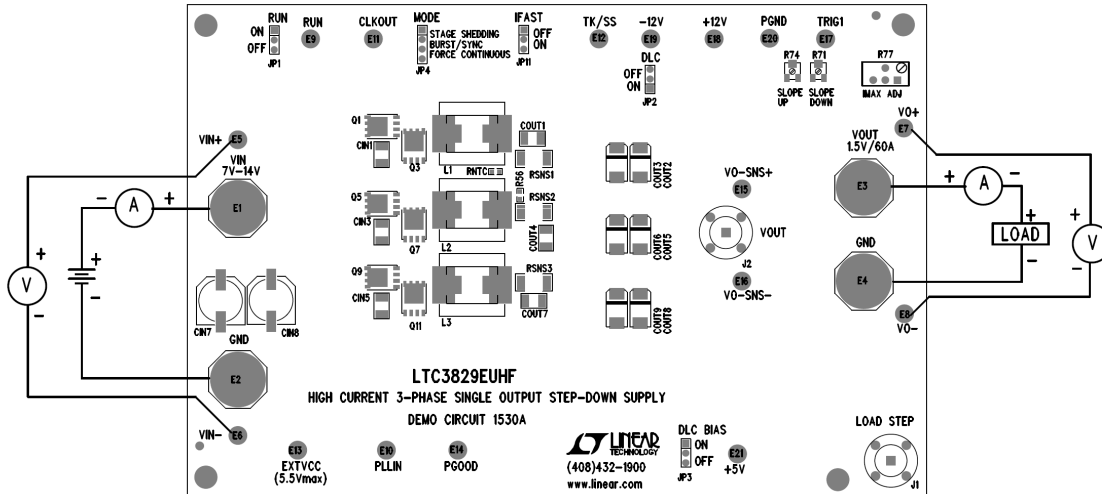 RUN
ON
OFF
JP1
RUN
E9
CLKOUT
E11
MODE
STAGE SHEDDING
BURST/SYNC
FORCE CONTINUOUS
JP4
IFAST
OFF
ON
JP11
TK/SS
E12
-12V
E19
DLC
OFF
ON
JP2
+12V
E18
PGND
E20
TRIG1
E17
R74
SLOPE
UP
R71
SLOPE
DOWN
R77
IMAX ADJ
VIN+
E5
VIN
7V-14V
E1
+
A
-
+
V
-
+
-
CIN7
CIN8
GND
E2
VIN-
E6
Q1
CIN1
Q3
L1
RNTC
COUT1
RSNS1
R56
Q5
CIN3
Q7
L2
RSNS2
COUT4
Q9
CIN5
Q11
L3
RSNS3
COUT7
COUT3
COUT2
COUT6
COUT5
COUT9
COUT8
VO-SNS+
E15
VOUT
J2
E16
VO-SNS-
VO+
E7
VOUT
1.5V/60A
E3
GND
E4
E8
VO-
+
A
-
+
LOAD
-
+
V
-
LTC3829EUHF
HIGH CURRENT 3-PHASE SINGLE OUTPUT STEP-DOWN SUPPLY
DEMO CIRCUIT 1530A
E13
EXTVCC
(5.5Vmax)
E10
PLLIN
E14
PGOOD
LT LINEAR
TECHNOLOGY
(408)432-1900
www.linear.com
DLC BIAS
ON
OFF
JP3
E21
+5V
LOAD STEP
J1